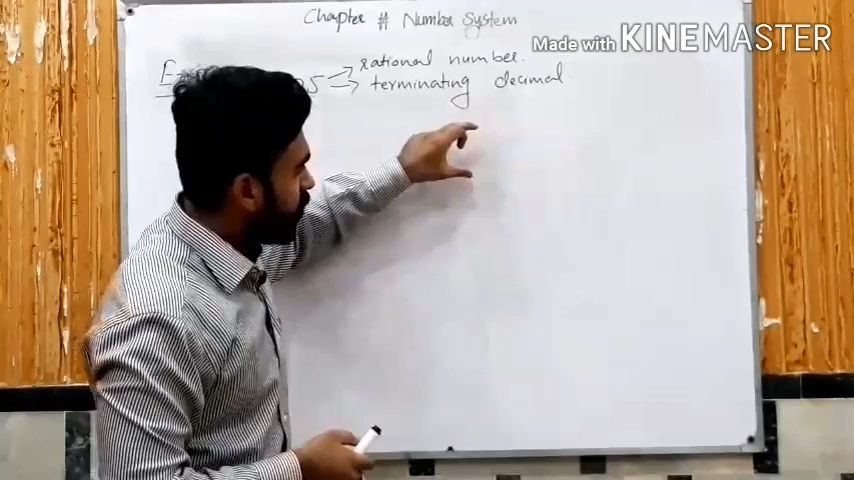 Chapter # Number System
Made with KINEMASTER
rational number.
terminating decimal